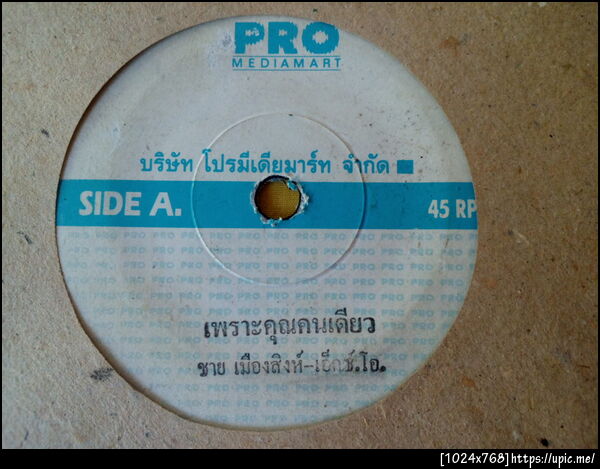 PRO
MEDIAMART
บริษัท โปรมีเดียมาร์ท จำกัด
SIDE A.
45 RP
เพราะคุณคนเดียว
ชาย เมืองสิงห์-เอ็กซ์.โอ.
[1024x768]https://upic.me/